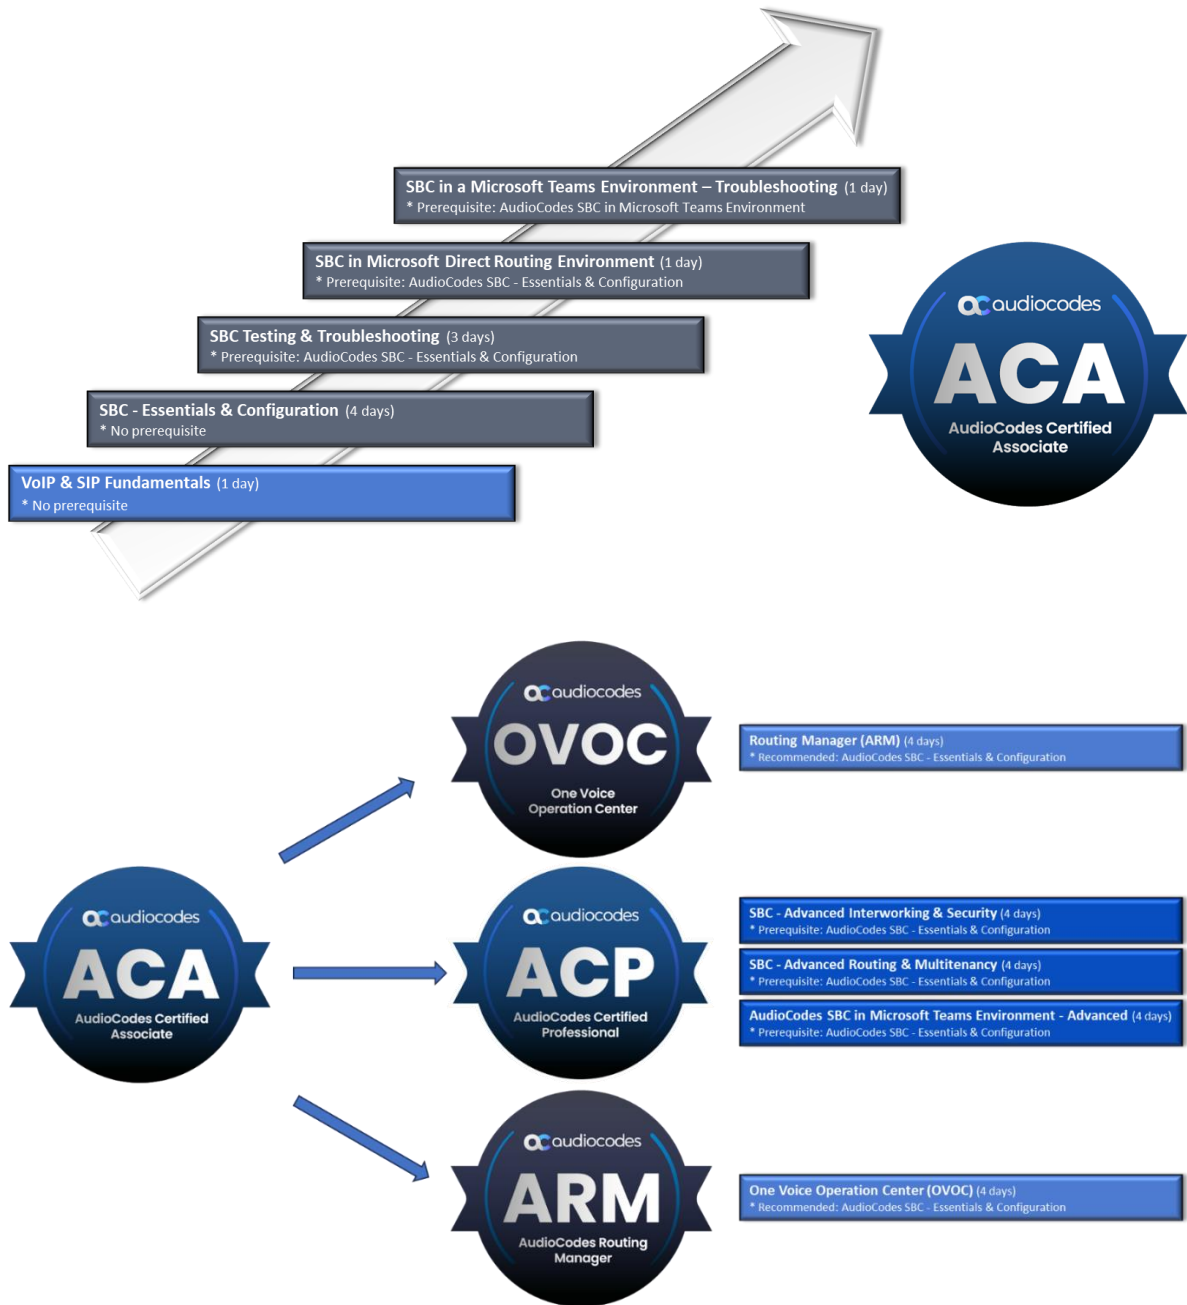 SBC in a Microsoft Teams Environment – Troubleshooting (1 day)
* Prerequisite: AudioCodes SBC in Microsoft Teams Environment
SBC in Microsoft Direct Routing Environment (1 day)
* Prerequisite: AudioCodes SBC - Essentials & Configuration
SBC Testing & Troubleshooting (3 days)
* Prerequisite: AudioCodes SBC - Essentials & Configuration
SBC - Essentials & Configuration (4 days)
* No prerequisite
VoIP & SIP Fundamentals (1 day)
* No prerequisite
audiocodes
ACA
AudioCodes Certified
Associate
audiocodes
OVOC
One Voice
Operation Center
Routing Manager (ARM) (4 days)
* Recommended: AudioCodes SBC - Essentials & Configuration
audiocodes
ACA
AudioCodes Certified
Associate
audiocodes
ACP
AudioCodes Certified
Professional
SBC - Advanced Interworking & Security (4 days)
* Prerequisite: AudioCodes SBC - Essentials & Configuration
SBC - Advanced Routing & Multitenancy (4 days)
* Prerequisite: AudioCodes SBC - Essentials & Configuration
AudioCodes SBC in Microsoft Teams Environment - Advanced (4 days)
* Prerequisite: AudioCodes SBC - Essentials & Configuration
audiocodes
ARM
AudioCodes Routing
Manager
One Voice Operation Center (OVOC) (4 days)
* Recommended: AudioCodes SBC - Essentials & Configuration